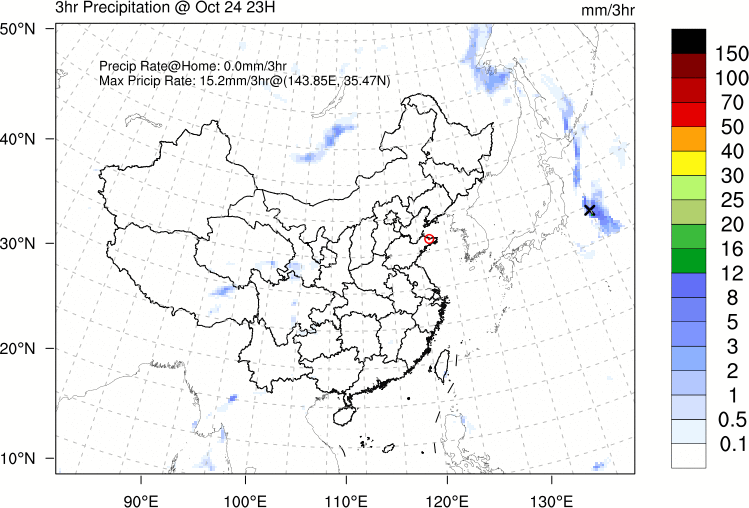 3hr Precipitation @ Oct 24 23H
mm/3hr
Precip Rate@Home: 0.0mm/3hr
Max Pricip Rate: 15.2mm/3hr@(143.85E, 35.47N)
50°N
40°N
30°N
20°N
10°N
90°E
100°E
110°E
120°E
130°E
150
100
70
50
40
30
25
20
16
12
8
5
3
2
1
0.5
0.1